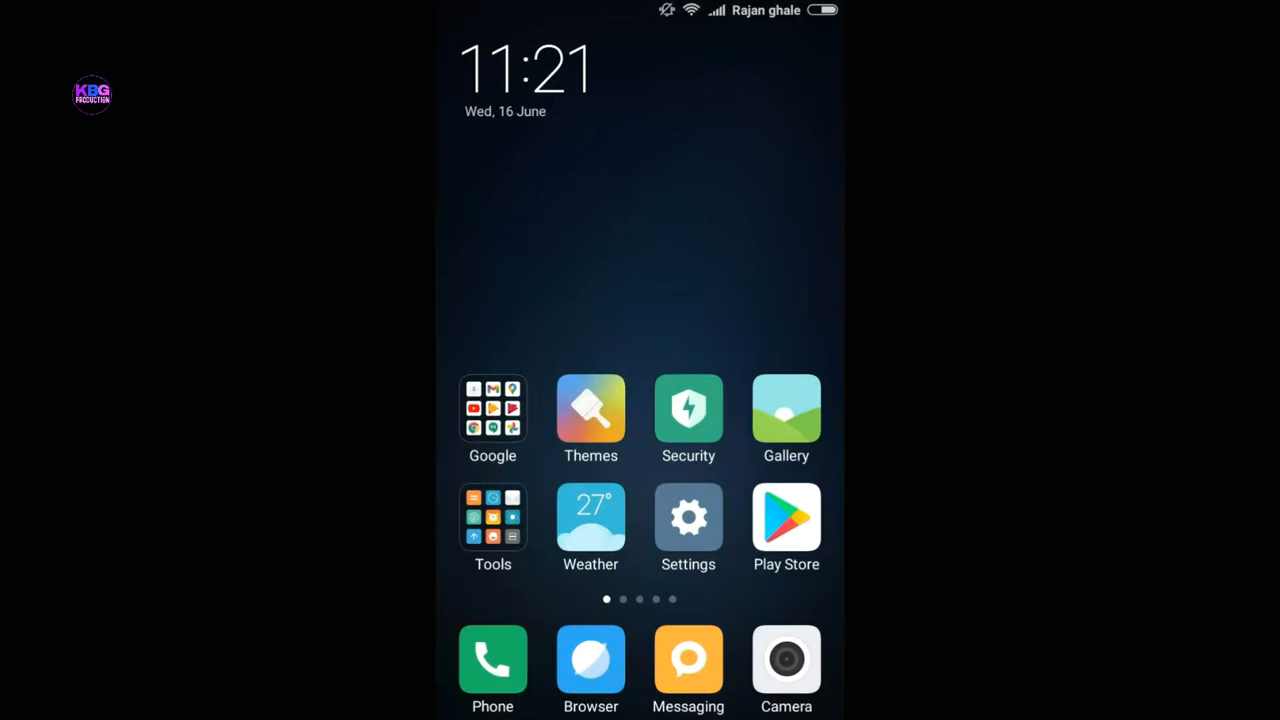 Rajan ghale
KBG
PRODUCTION
11:21
Wed, 16 June
Google
Themes
Security
Gallery
27°
Tools
Weather
Settings
Play Store
Phone
Browser
Messaging
Camera